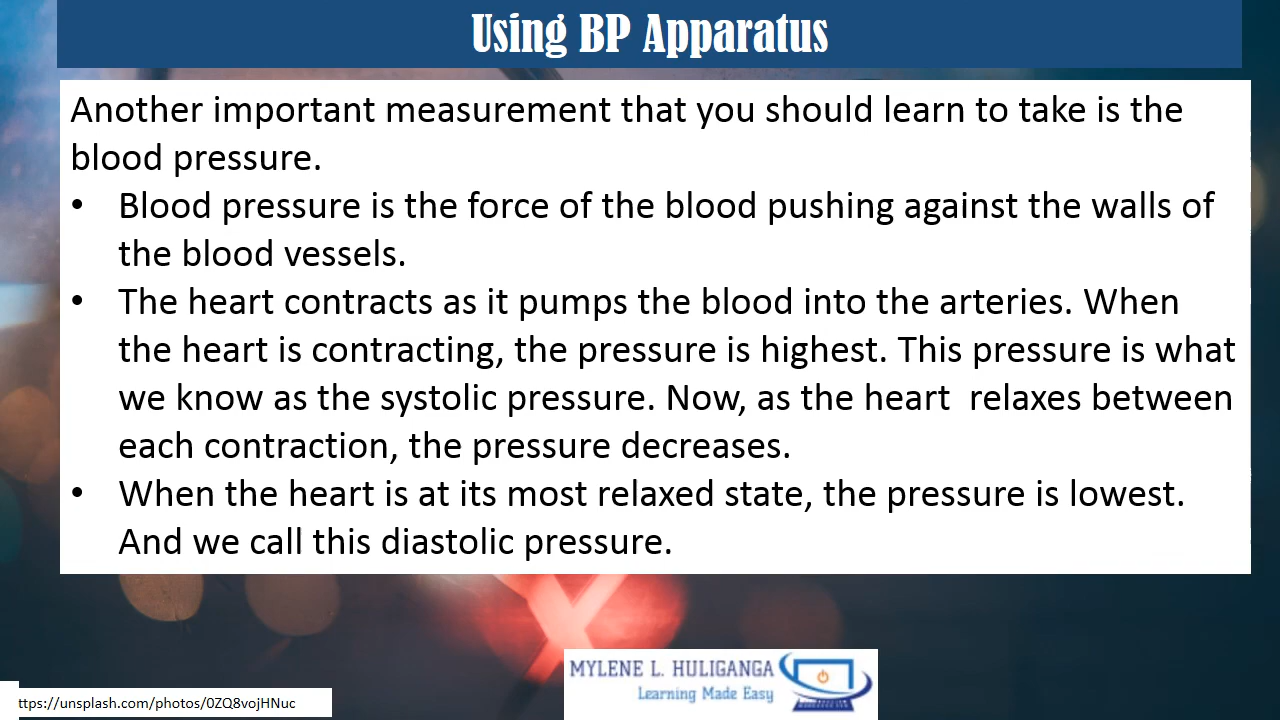 Using BP Apparatus
Another important measurement that you should learn to take is the
blood pressure.
• Blood pressure is the force of the blood pushing against the walls of
the blood vessels.
• The heart contracts as it pumps the blood into the arteries. When
the heart is contracting, the pressure is highest. This pressure is what
we know as the systolic pressure. Now, as the heart  relaxes between
each contraction, the pressure decreases.
• When the heart is at its most relaxed state, the pressure is lowest.
And we call this diastolic pressure.
MYLENE L. HULIGANGA
Learning Made Easy
ttps://unsplash.com/photos/0ZQ8vojHNuc